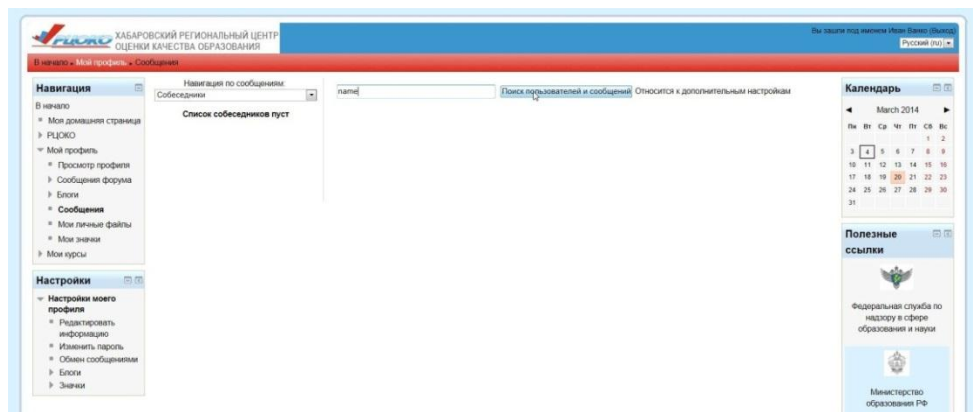 РЦОКО
ХАБАРОВСКИЙ РЕГИОНАЛЬНЫЙ ЦЕНТР
ОЦЕНКИ КАЧЕСТВА ОБРАЗОВАНИЯ
Вы зашли под именем Иван Ванко (Выход)
Русский (ru)
В начало Мой профиль Сообщения
Навигация
В начало
Моя домашняя страница
РЦОКО
Мой профиль
Просмотр профиля
Сообщения форума
Блоги
Сообщения
Мои личные файлы
Мои значки
Мои курсы
Настройки
Настройки моего
профиля
Редактировать
информацию
Изменить пароль
Обмен сообщениями
Блоги
Значки
Навигация по сообщениям:
Собеседники
Список собеседников пуст
name
Поиск пользователей и сообщений
Относится к дополнительным настройкам
Календарь
March 2014
Пн Вт Ср Чт Пт Сб Вс
1 2
3 4 5 6 7 8 9
10 11 12 13 14 15 16
17 18 19 20 21 22 23
24 25 26 27 28 29 30
31
Полезные
ссылки
Федеральная служба по
надзору в сфере
образования и науки
Министерство
образования РФ